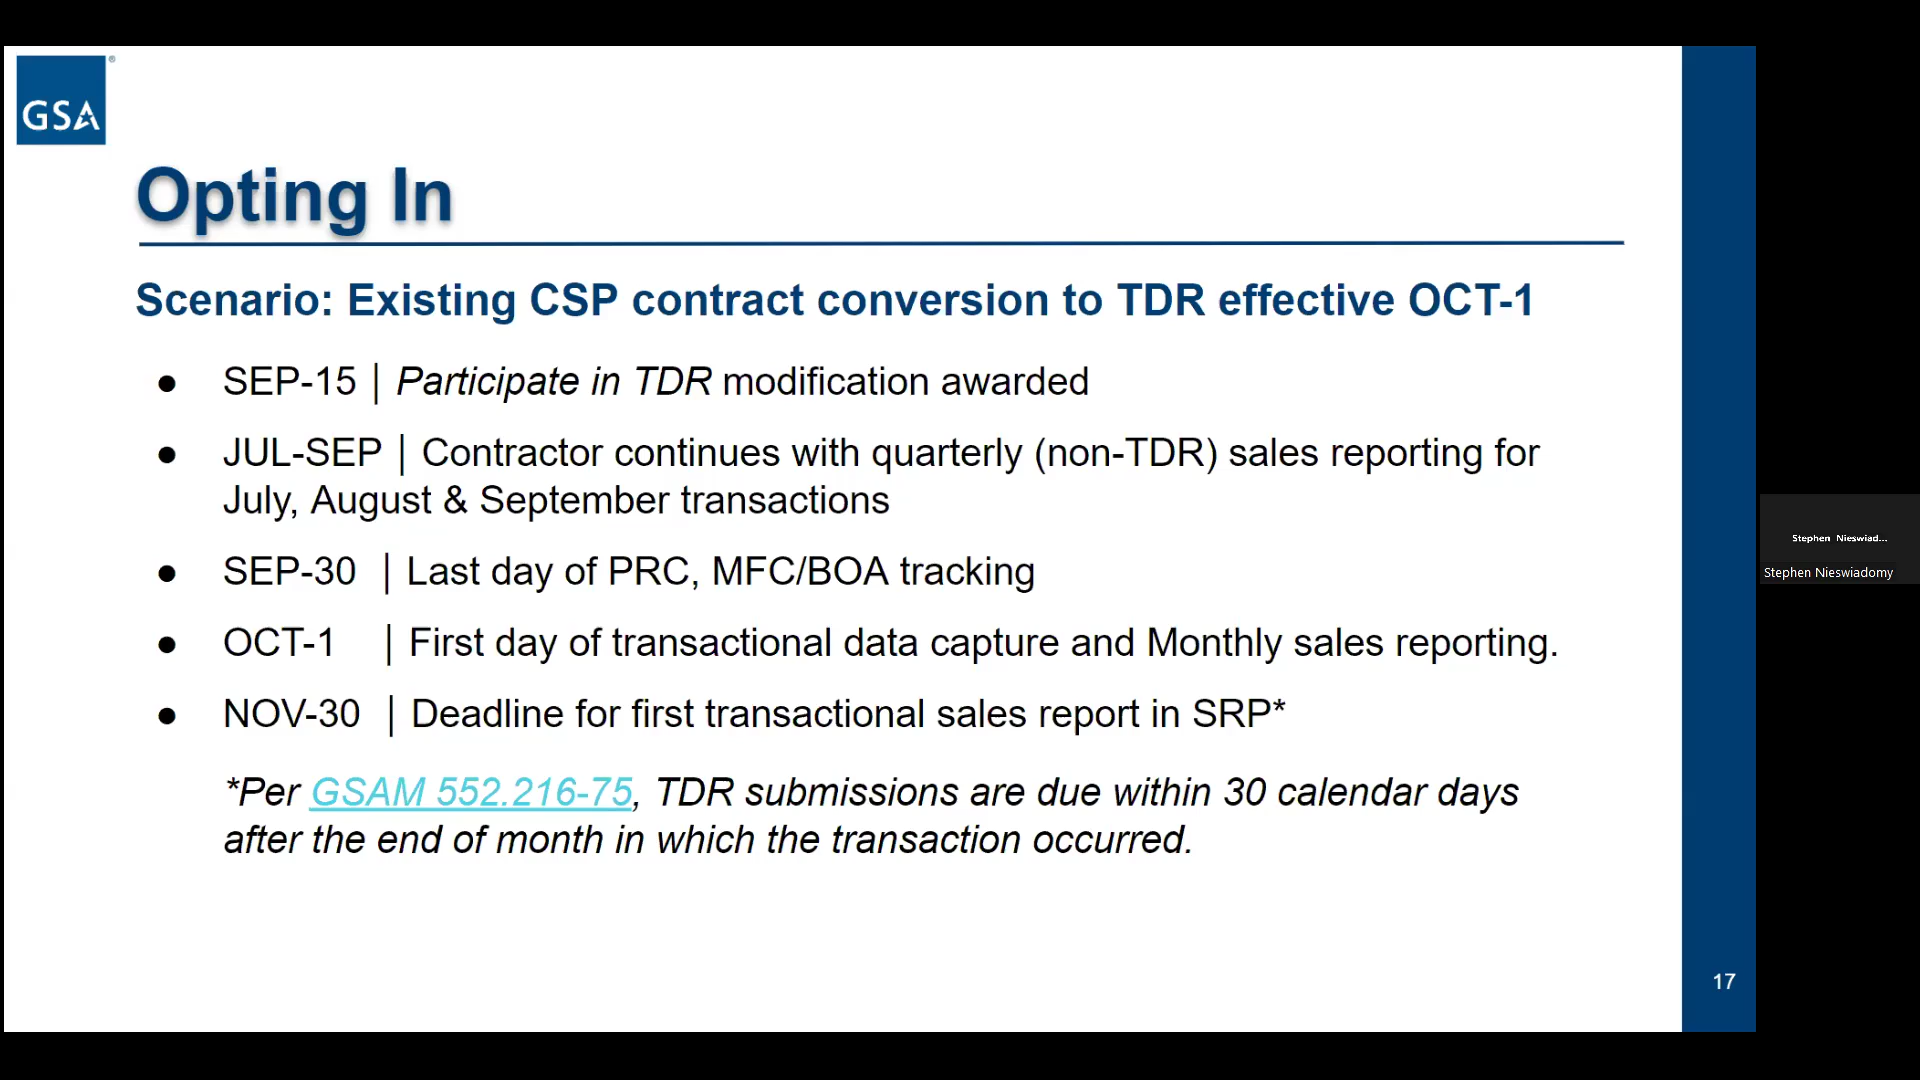 GSA
Opting In
Scenario: Existing CSP contract conversion to TDR effective OCT-1
● SEP-15 | Participate in TDR modification awarded
● JUL-SEP | Contractor continues with quarterly (non-TDR) sales reporting for
July, August & September transactions
● SEP-30 | Last day of PRC, MFC/BOA tracking
● OCT-1 | First day of transactional data capture and Monthly sales reporting.
● NOV-30 | Deadline for first transactional sales report in SRP*
*Per GSAM 552.216-75, TDR submissions are due within 30 calendar days
after the end of month in which the transaction occurred.
17
Stephen Nieswiad...
Stephen Nieswiadomy